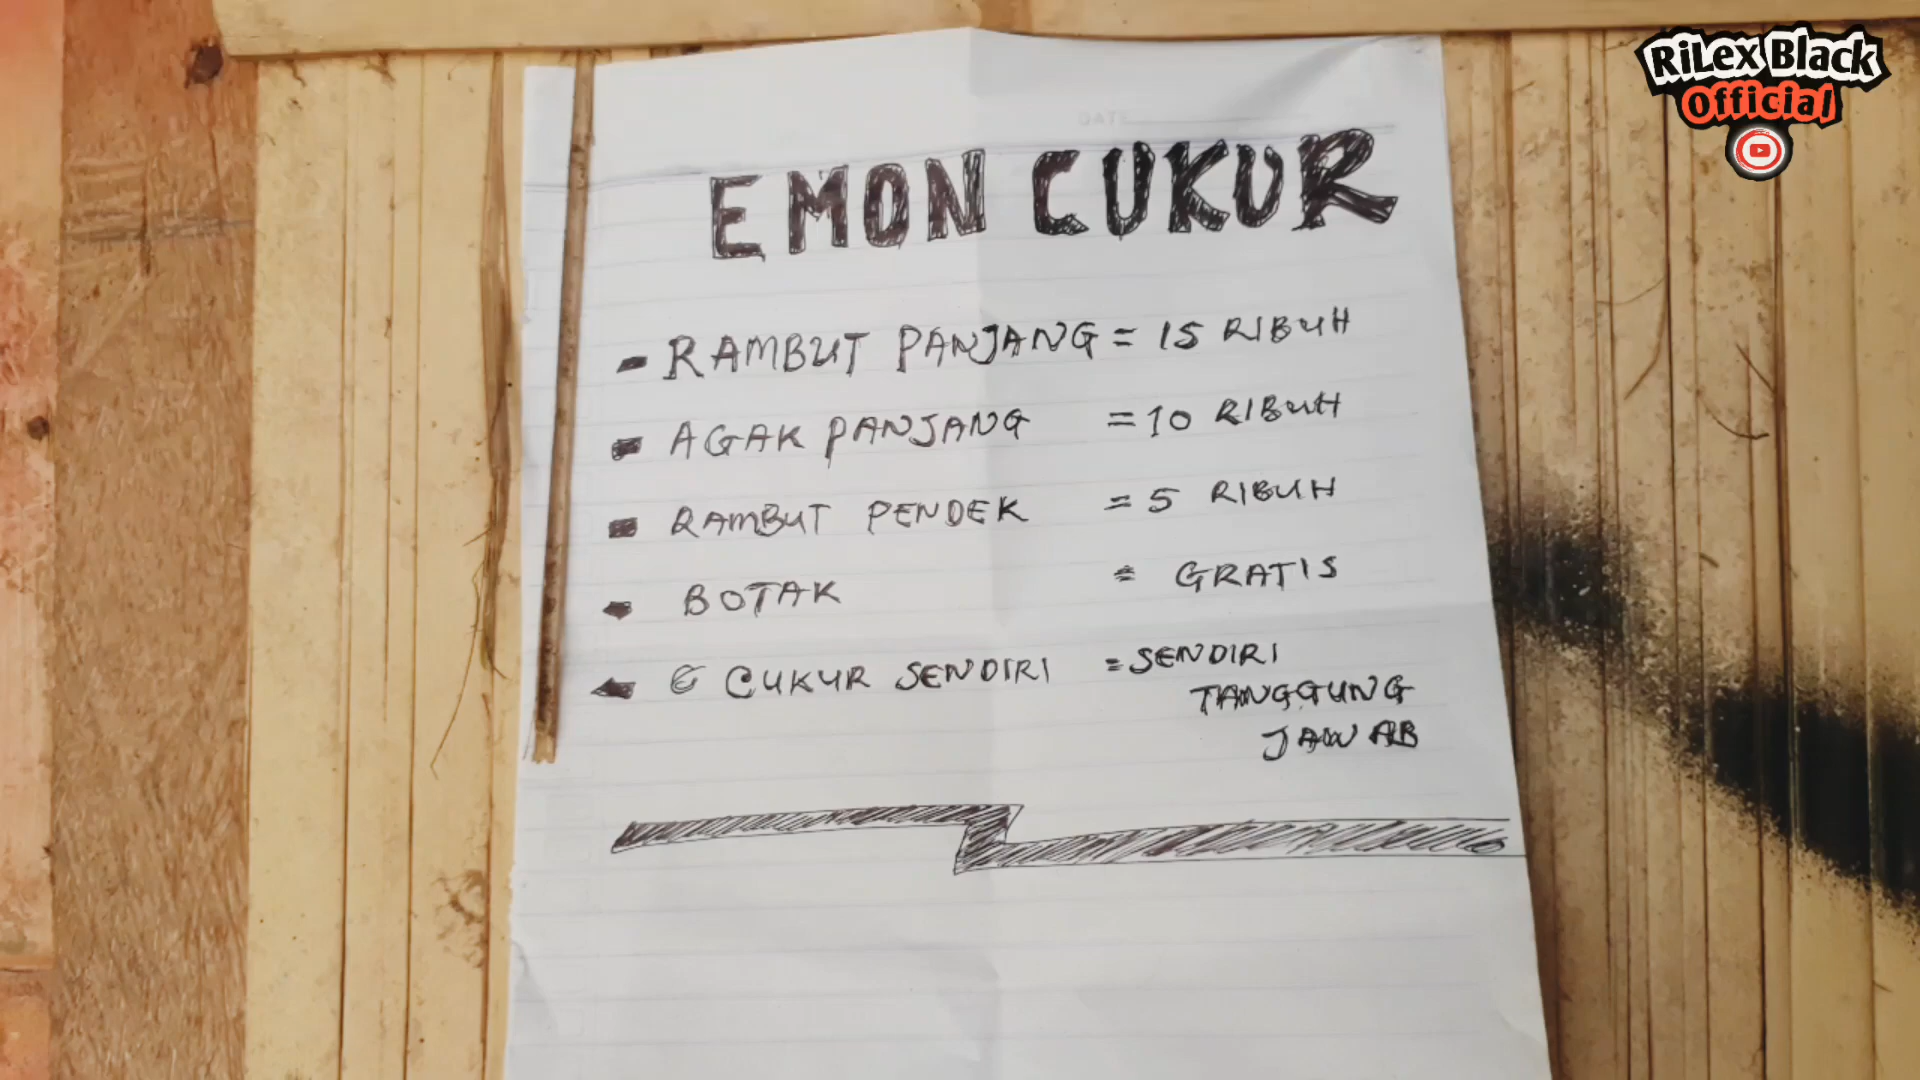 RiLex Black
Official
EMON CUKUR
- RAMBUT PANJANG = 15 RIBUH
- AGAK PANJANG = 10 RIBUH
- RAMBUT PENDEK = 5 RIBUH
- BOTAK = GRATIS
- CUKUR SENDIRI = SENDIRI
TANGGUNG
JAWAB